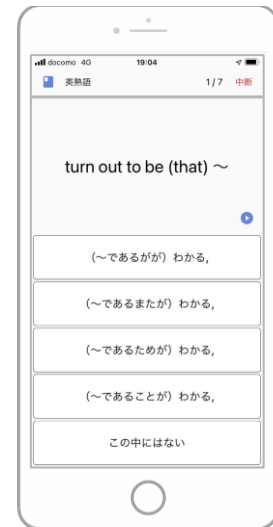 docomo 4G 19:04
英熟語 1/7 中断
turn out to be (that) ～
（～であるがが）わかる,
（～であるまたが）わかる,
（～であるためが）わかる,
（～であることが）わかる,
この中にはない